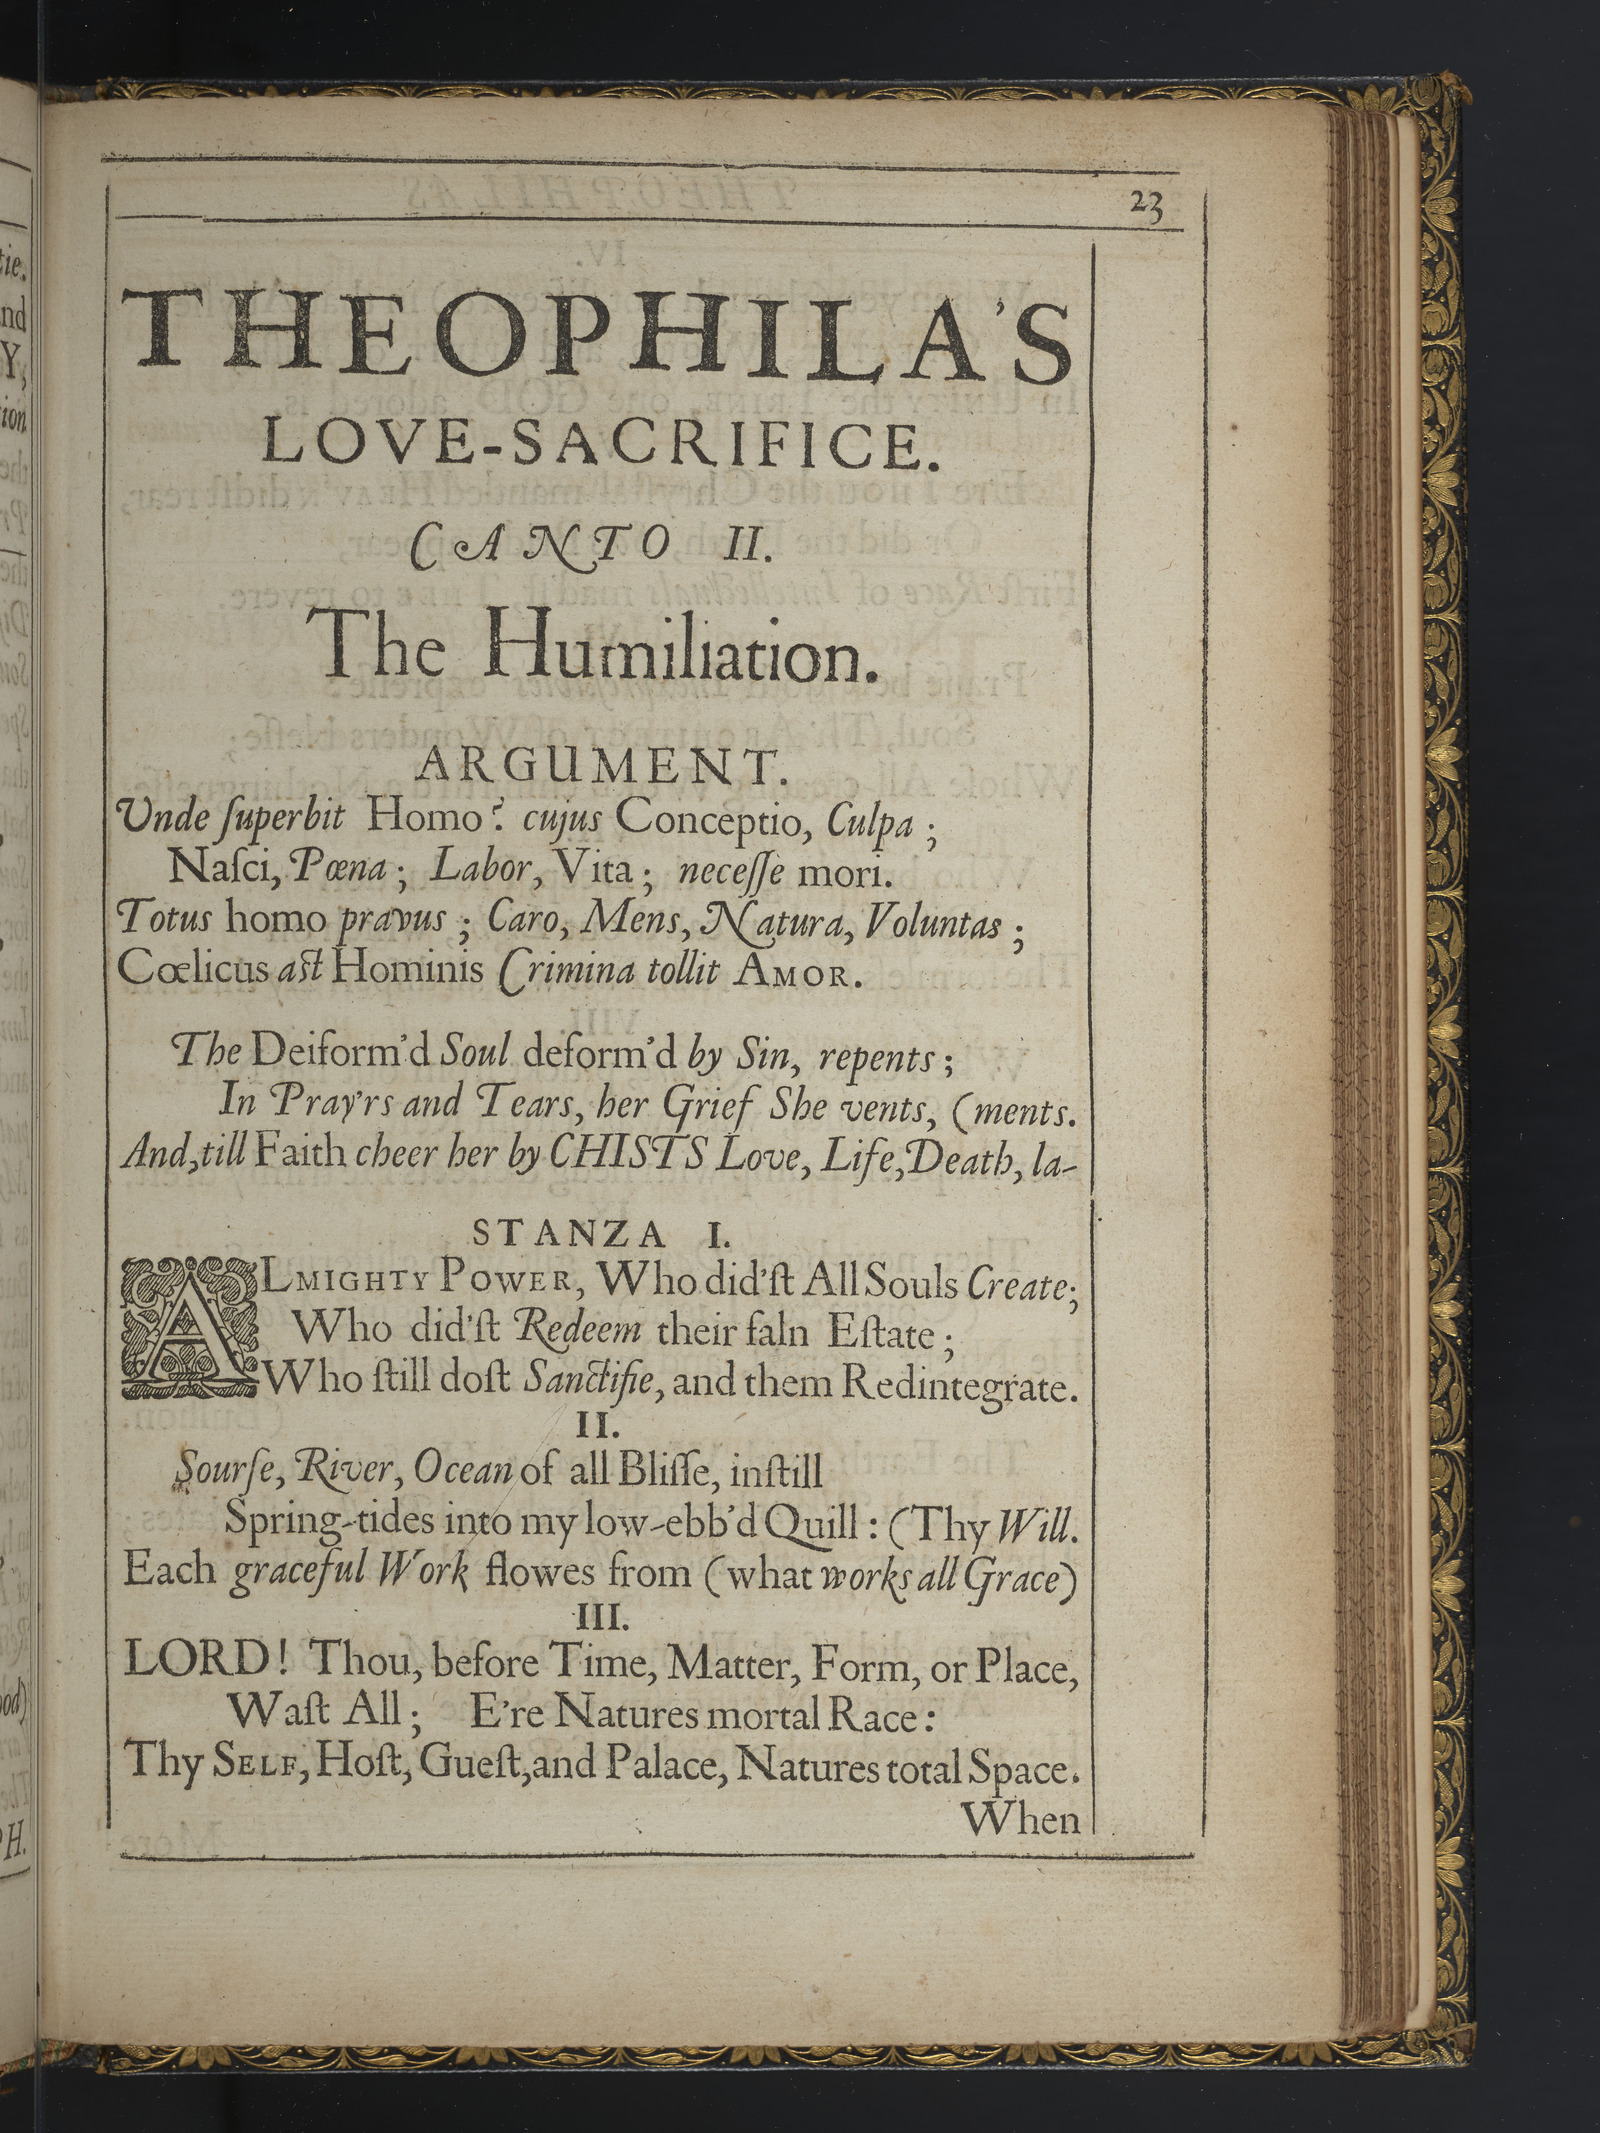 23
THEOPHILA'S
LOVE-SACRIFICE.
CANTO II.
The Humiliation.
ARGUMENT.
Unde ſuperbit Homo? cujus Conceptio, Culpa;
Naſci, Pœna; Labor, Vita; neceſſe mori.
Totus homo pravus; Caro, Mens, Natura, Voluntas;
Cœlicus aſt Hominis Crimina tollit AMOR.
The Deiform'd Soul deform'd by Sin, repents;
In Pray'rs and Tears, her Grief She vents, (ments.
And, till Faith cheer her by CHISTS Love, Life, Death, la-
STANZA I.
ALMIGHTY POWER, Who did'ſt All Souls Create;
Who did'ſt Redeem their faln Eſtate;
Who ſtill doſt Sanctifie, and them Redintegrate.
II.
Sourſe, River, Ocean of all Bliſſe, inſtill
Spring-tides into my low-ebb'd Quill: (Thy Will.
Each graceful Work flowes from (what works all Grace)
III.
LORD! Thou, before Time, Matter, Form, or Place,
Waſt All; E're Natures mortal Race:
Thy SELF, Hoſt, Gueſt, and Palace, Natures total Space.
When